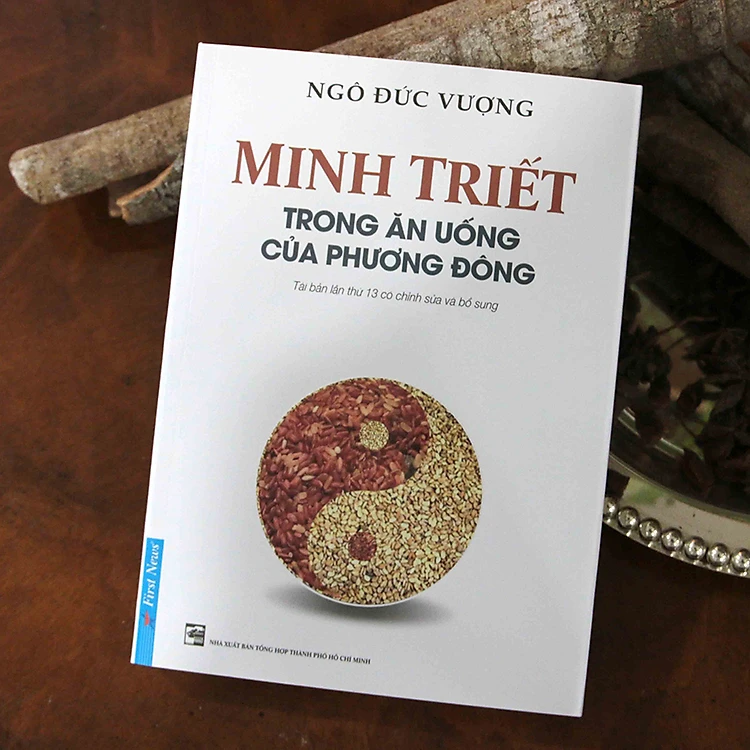 NGÔ ĐỨC VƯỢNG
MINH TRIẾT
TRONG ĂN UỐNG
CỦA PHƯƠNG ĐÔNG
Tái bản lần thứ 13 có chỉnh sửa và bổ sung
First News
NHÀ XUẤT BẢN TỔNG HỢP THÀNH PHỐ HỒ CHÍ MINH